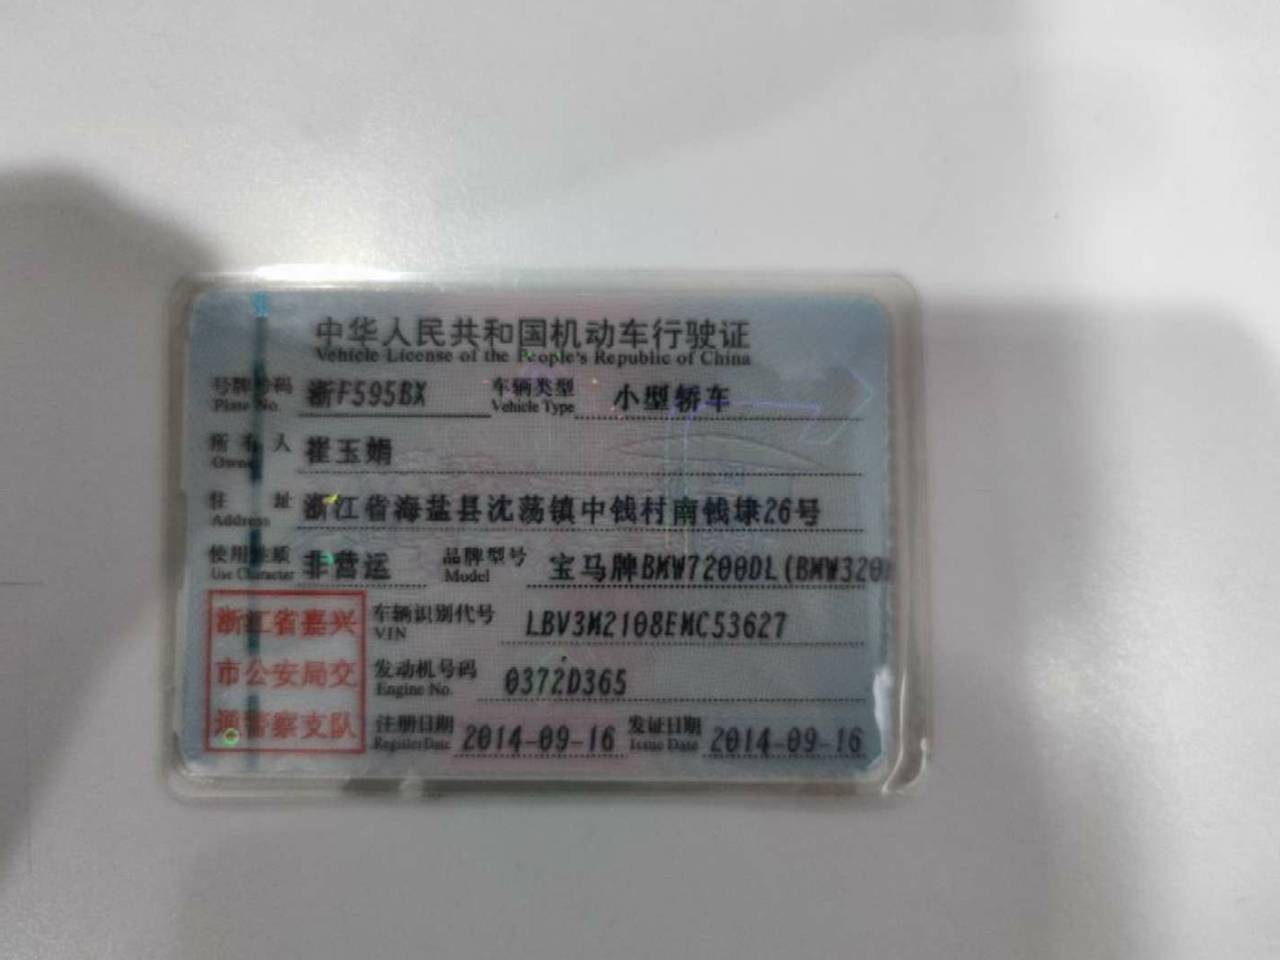 中华人民共和国机动车行驶证
Vehicle License of the People's Republic of China
号牌号码 浙F595BX 车辆类型 小型轿车
Plate No. Vehicle Type
所有人 崔玉娟
Owner
住址 浙江省海盐县沈荡镇中钱村南钱埭26号
Address
使用性质 非营运 品牌型号 宝马牌BMW7200DL(BMW320
Use Character Model
浙江省嘉兴
市公安局交
通警察支队
车辆识别代号 LBV3M2108EMC53627
VIN
发动机号码 0372D365
Engine No.
注册日期 2014-09-16 发证日期 2014-09-16
Register Date Issue Date